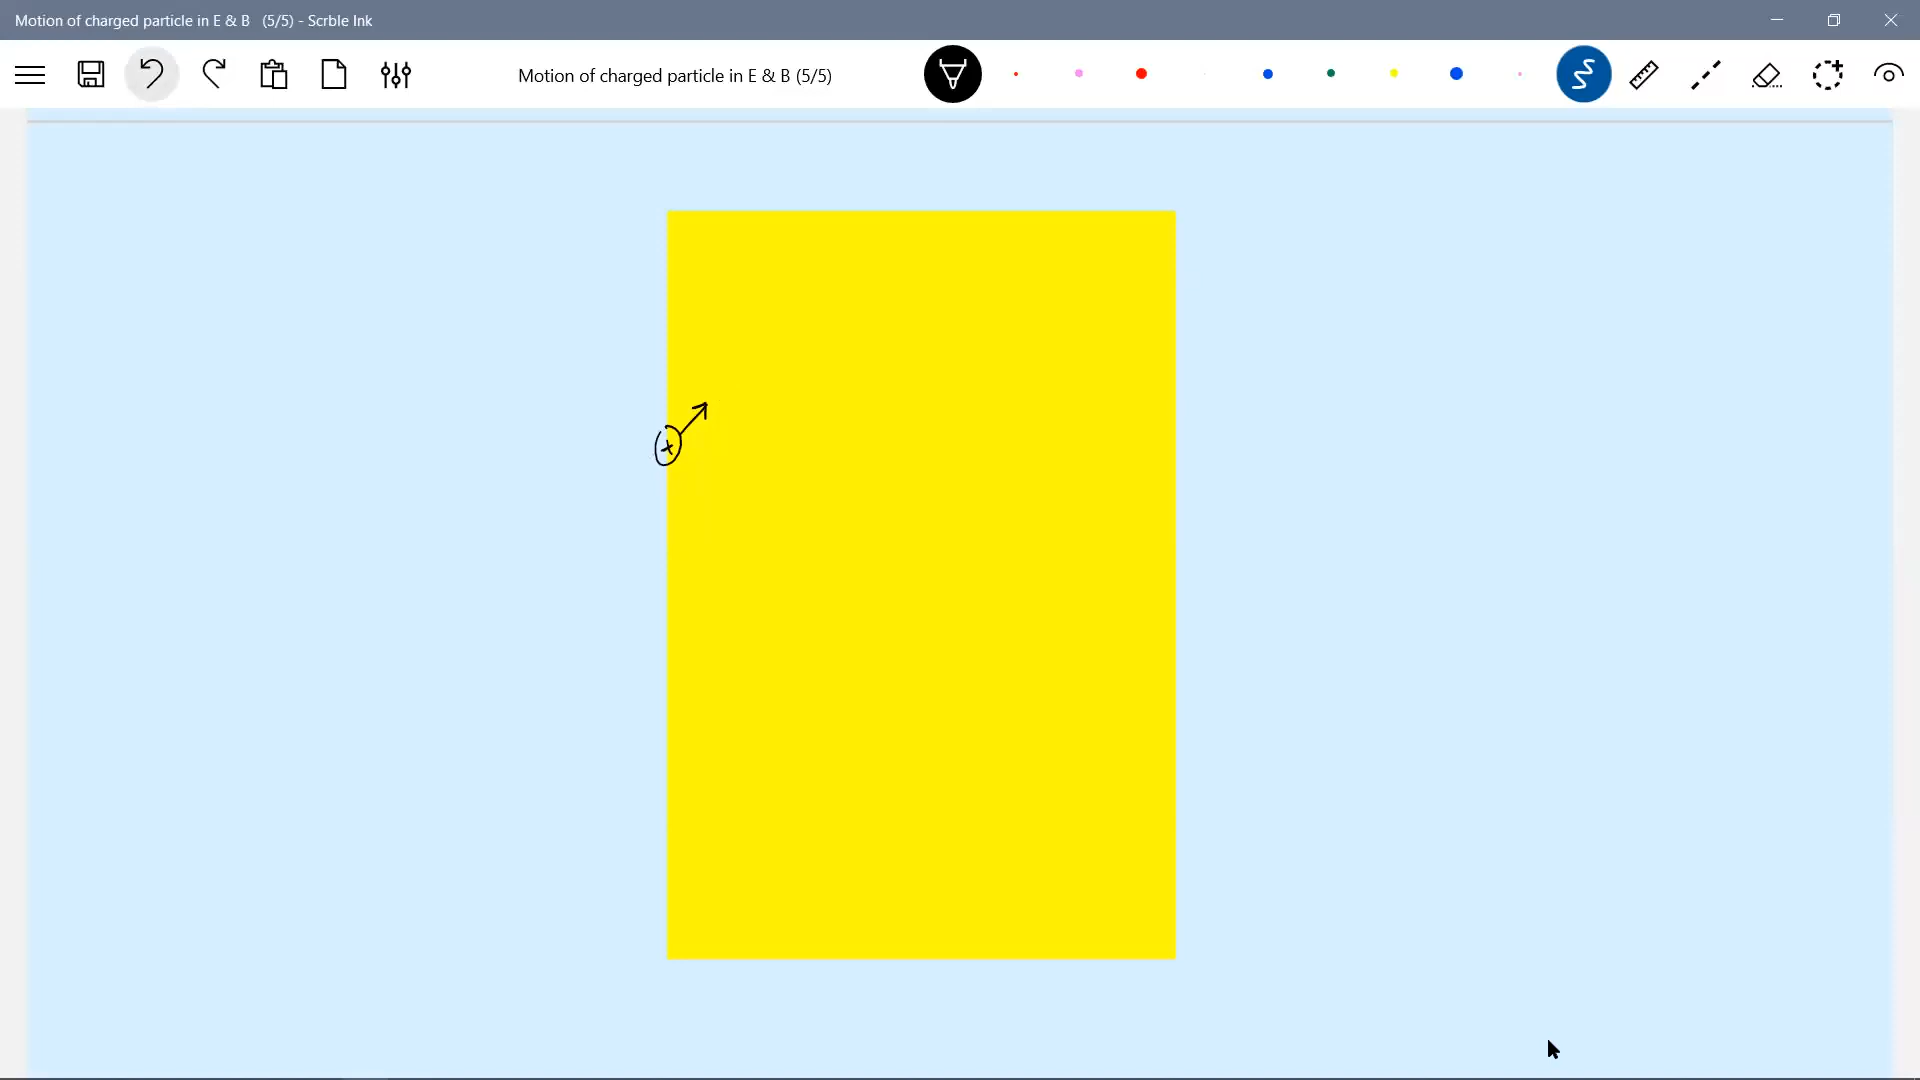 Motion of charged particle in E & B (5/5) - Scrble Ink
Motion of charged particle in E & B (5/5)
+